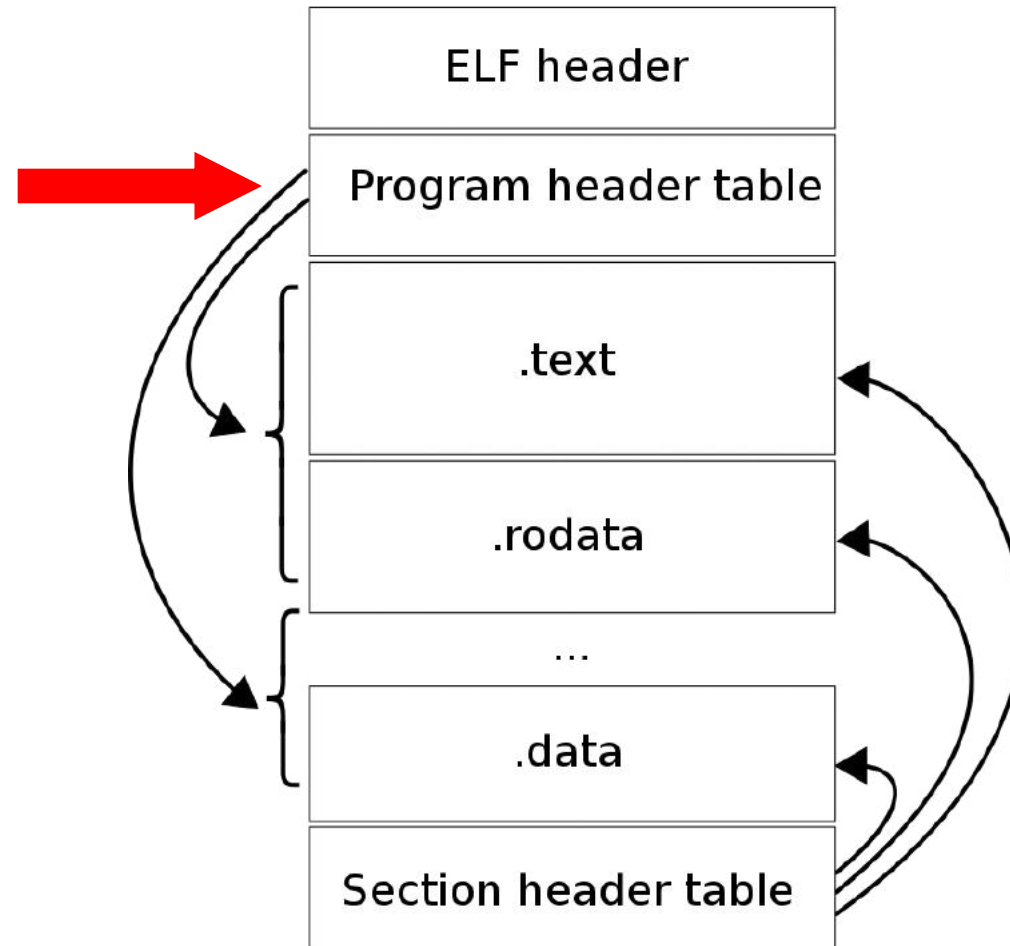 ELF header
Program header table
.text
.rodata
...
.data
Section header table